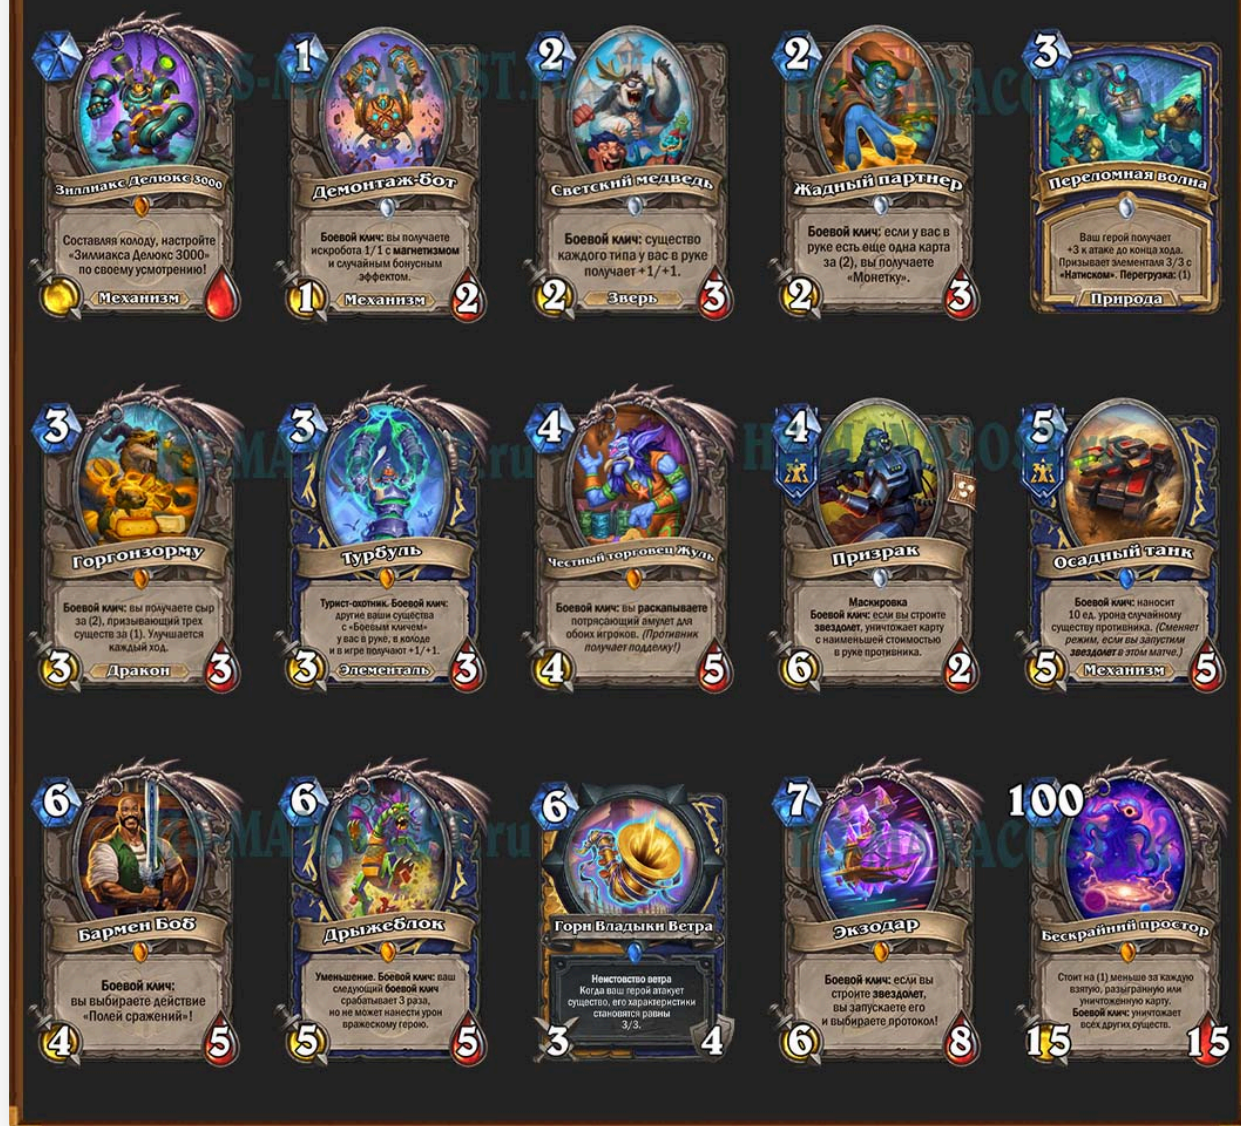 Зиллиакс Делюкс 3000
Составляя колоду, настройте
«Зиллиакса Делюкс 3000»
по своему усмотрению!
Механизм
1
Демонтаж-бот
Боевой клич: вы получаете
искробота 1/1 с магнетизмом
и случайным бонусным
эффектом.
1
Механизм
2
2
Светский медведь
Боевой клич: существо
каждого типа у вас в руке
получает +1/+1.
2
Зверь
3
2
Жадный партнер
Боевой клич: если у вас в
руке есть еще одна карта
за (2), вы получаете
«Монетку».
2
3
3
Переломная волна
Ваш герой получает
+3 к атаке до конца хода.
Призывает элементаля 3/3 с
«Натиском». Перегрузка: (1)
Природа
3
Горгонзорму
Боевой клич: вы получаете сыр
за (2), призывающий трех
существ за (1). Улучшается
каждый ход.
3
Дракон
3
3
Турбуль
Турист-охотник. Боевой клич:
другие ваши существа
с «Боевым кличем»
у вас в руке, в колоде
и в игре получают +1/+1.
3
Элементаль
3
4
Честный торговец Жуль
Боевой клич: вы раскапываете
потрясающий амулет для
обоих игроков. (Противник
получает подделку!)
4
5
4
Призрак
Маскировка
Боевой клич: если вы строите
звездолет, уничтожает карту
с наименьшей стоимостью
в руке противника.
6
2
5
Осадный танк
Боевой клич: наносит
10 ед. урона случайному
существу противника. (Сменяет
режим, если вы запустили
звездолет в этом матче.)
5
Механизм
5
6
Бармен Боб
Боевой клич:
вы выбираете действие
«Полей сражений»!
4
5
6
Дрыжеблок
Уменьшение. Боевой клич: ваш
следующий боевой клич
срабатывает 3 раза,
но не может нанести урон
вражескому герою.
5
5
6
Горн Владыки Ветра
Неистовство ветра
Когда ваш герой атакует
существо, его характеристики
становятся равны
3/3.
3
4
7
Экзодар
Боевой клич: если вы
строите звездолет,
вы запускаете его
и выбираете протокол!
6
8
100
Бескрайний простор
Стоит на (1) меньше за каждую
взятую, разыгранную или
уничтоженную карту.
Боевой клич: уничтожает
всех других существ.
15
15